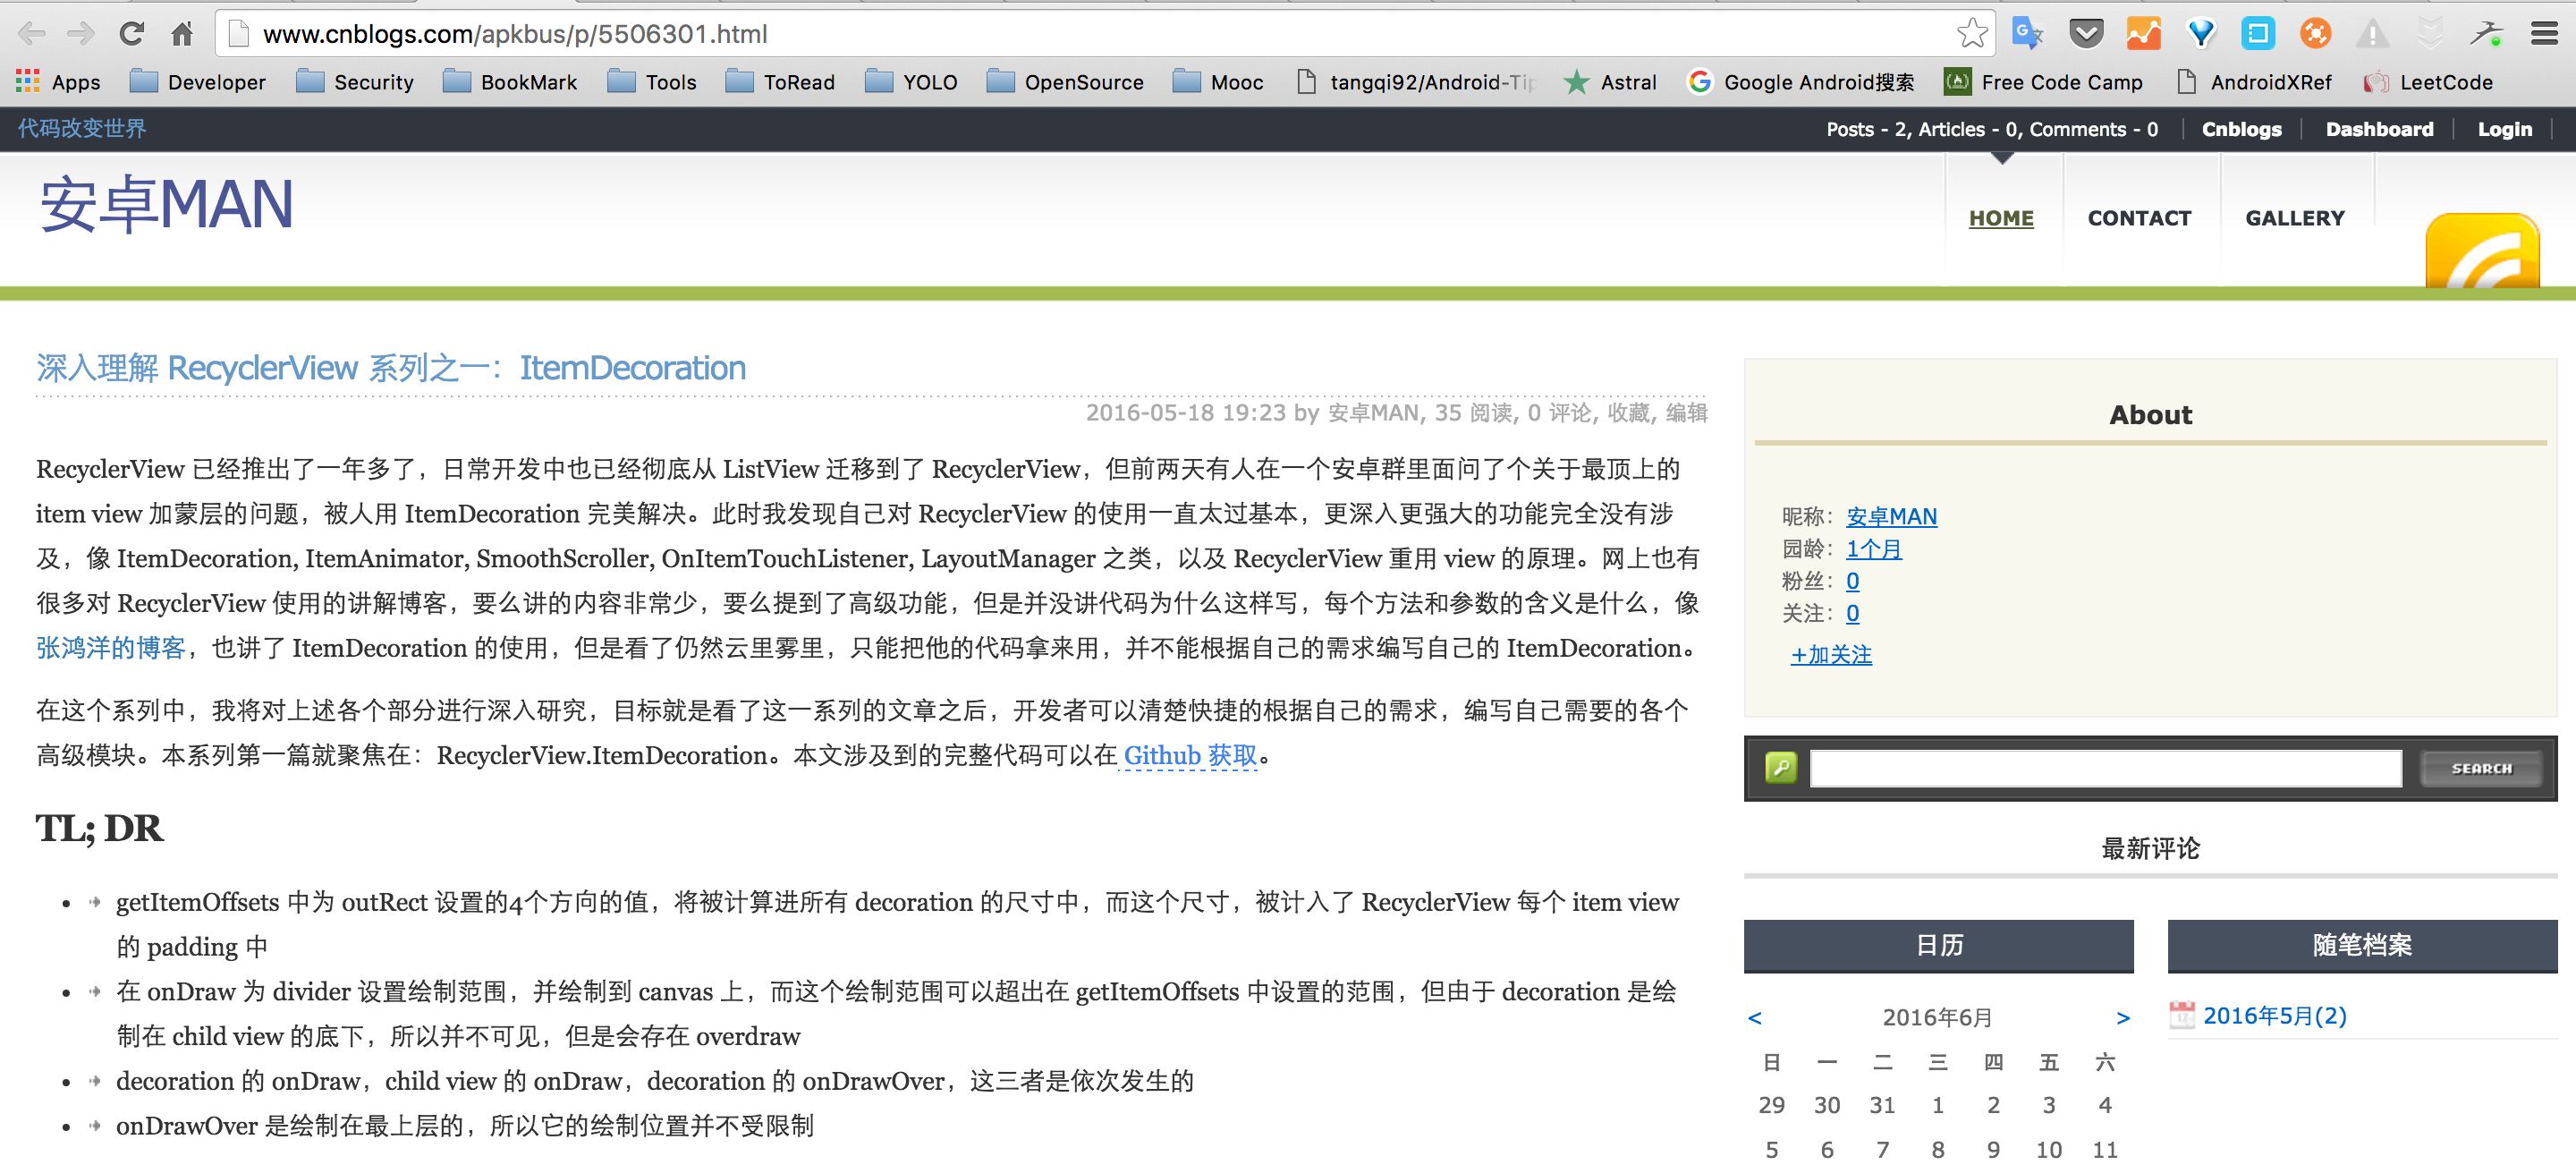 www.cnblogs.com/apkbus/p/5506301.html
Apps Developer Security BookMark Tools ToRead YOLO OpenSource Mooc tangqi92/Android-Tip Astral Google Android搜索 Free Code Camp AndroidXRef LeetCode
代码改变世界 Posts - 2, Articles - 0, Comments - 0 Cnblogs Dashboard Login
安卓MAN
HOME CONTACT GALLERY
深入理解 RecyclerView 系列之一：ItemDecoration
2016-05-18 19:23 by 安卓MAN, 35 阅读, 0 评论, 收藏, 编辑
RecyclerView 已经推出了一年多了，日常开发中也已经彻底从 ListView 迁移到了 RecyclerView，但前两天有人在一个安卓群里面问了个关于最顶上的
item view 加蒙层的问题，被人用 ItemDecoration 完美解决。此时我发现自己对 RecyclerView 的使用一直太过基本，更深入更强大的功能完全没有涉
及，像 ItemDecoration, ItemAnimator, SmoothScroller, OnItemTouchListener, LayoutManager 之类，以及 RecyclerView 重用 view 的原理。网上也有
很多对 RecyclerView 使用的讲解博客，要么讲的内容非常少，要么提到了高级功能，但是并没讲代码为什么这样写，每个方法和参数的含义是什么，像
张鸿洋的博客，也讲了 ItemDecoration 的使用，但是看了仍然云里雾里，只能把他的代码拿来用，并不能根据自己的需求编写自己的 ItemDecoration。
在这个系列中，我将对上述各个部分进行深入研究，目标就是看了这一系列的文章之后，开发者可以清楚快捷的根据自己的需求，编写自己需要的各个
高级模块。本系列第一篇就聚焦在：RecyclerView.ItemDecoration。本文涉及到的完整代码可以在 Github 获取。
TL; DR
getItemOffsets 中为 outRect 设置的4个方向的值，将被计算进所有 decoration 的尺寸中，而这个尺寸，被计入了 RecyclerView 每个 item view
的 padding 中
在 onDraw 为 divider 设置绘制范围，并绘制到 canvas 上，而这个绘制范围可以超出在 getItemOffsets 中设置的范围，但由于 decoration 是绘
制在 child view 的底下，所以并不可见，但是会存在 overdraw
decoration 的 onDraw，child view 的 onDraw，decoration 的 onDrawOver，这三者是依次发生的
onDrawOver 是绘制在最上层的，所以它的绘制位置并不受限制
About
昵称：安卓MAN
园龄：1个月
粉丝：0
关注：0
+加关注
SEARCH
最新评论
日历
< 2016年6月 >
日 一 二 三 四 五 六
29 30 31 1 2 3 4
5 6 7 8 9 10 11
随笔档案
2016年5月(2)